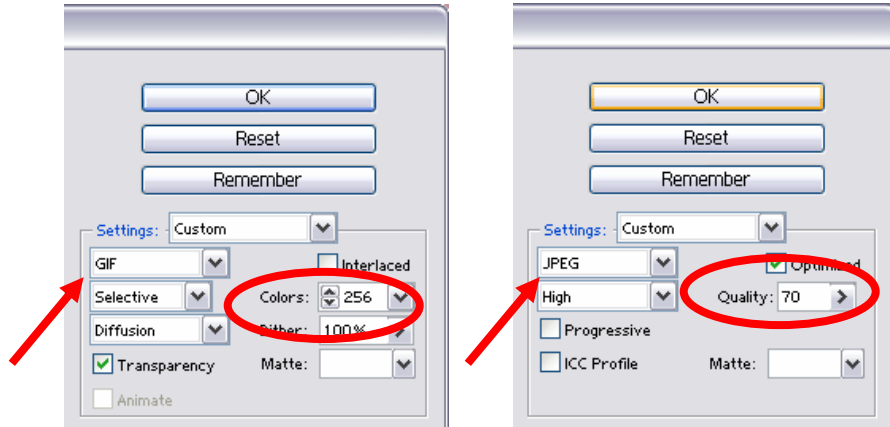 OK
Reset
Remember
Settings: Custom
GIF Interlaced
Selective Colors: 256
Diffusion Dither: 100%
Transparency Matte:
Animate
OK
Reset
Remember
Settings: Custom
JPEG Optimized
High Quality: 70
Progressive
ICC Profile Matte: